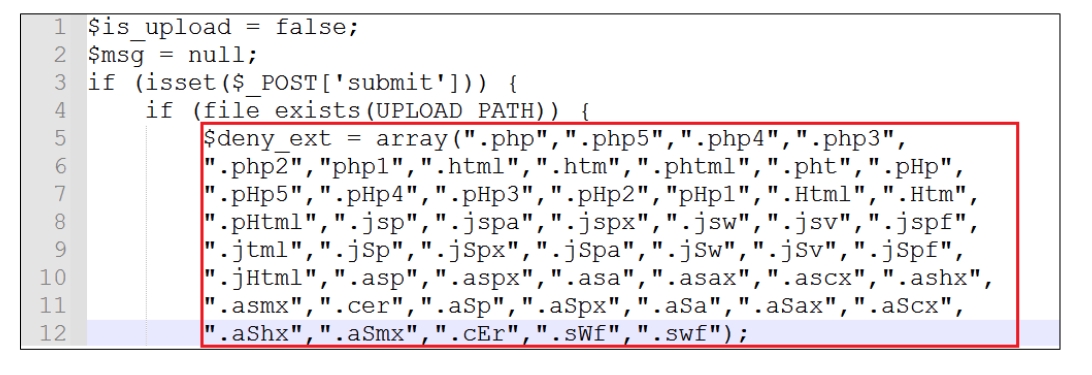 1 $is_upload = false;
2 $msg = null;
3 if (isset($_POST['submit'])) {
4 if (file_exists(UPLOAD_PATH)) {
5 $deny_ext = array(".php",".php5",".php4",".php3",
6 ".php2","php1",".html",".htm",".phtml",".pht",".pHp",
7 ".pHp5",".pHp4",".pHp3",".pHp2","pHp1",".Html",".Htm",
8 ".pHtml",".jsp",".jspa",".jspx",".jsw",".jsv",".jspf",
9 ".jtml",".jSp",".jSpx",".jSpa",".jSw",".jSv",".jSpf",
10 ".jHtml",".asp",".aspx",".asa",".asax",".ascx",".ashx",
11 ".asmx",".cer",".aSp",".aSpx",".aSa",".aSax",".aScx",
12 ".aShx",".aSmx",".cEr",".sWf",".swf");